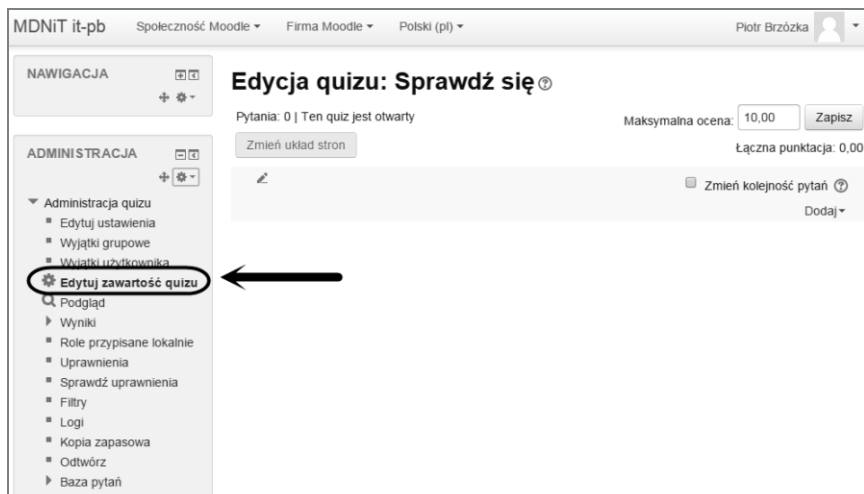 MDNiT it-pb Społeczność Moodle Firma Moodle Polski (pl) Piotr Brzózka
NAWIGACJA
Edycja quizu: Sprawdź się
Pytania: 0 | Ten quiz jest otwarty
Maksymalna ocena: 10,00 Zapisz
Zmień układ stron
Łączna punktacja: 0,00
Zmień kolejność pytań
Dodaj
ADMINISTRACJA
Administracja quizu
Edytuj ustawienia
Wyjątki grupowe
Wyjątki użytkownika
Edytuj zawartość quizu
Podgląd
Wyniki
Role przypisane lokalnie
Uprawnienia
Sprawdź uprawnienia
Filtry
Logi
Kopia zapasowa
Odtwórz
Baza pytań